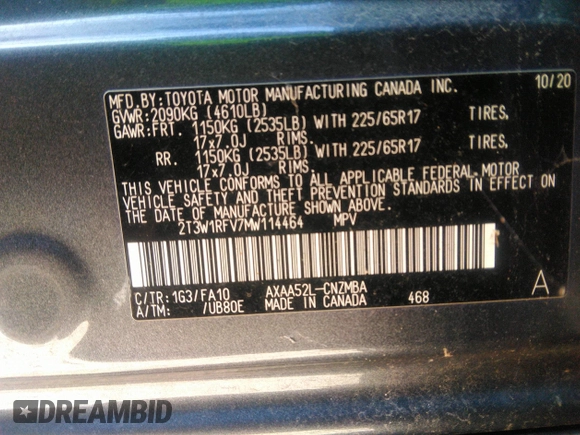 MFD. BY: TOYOTA MOTOR MANUFACTURING CANADA INC. 10/20
GVWR: 2090KG (4610LB)
GAWR: FRT. 1150KG (2535LB) WITH 225/65R17 TIRES,
17x7.0J RIMS.
RR. 1150KG (2535LB) WITH 225/65R17 TIRES,
17x7.0J RIMS.
THIS VEHICLE CONFORMS TO ALL APPLICABLE FEDERAL MOTOR
VEHICLE SAFETY AND THEFT PREVENTION STANDARDS IN EFFECT ON
THE DATE OF MANUFACTURE SHOWN ABOVE.
2T3W1RFV7MW114464 MPV
C/TR: 1G3/FA10 AXAA52L-CNZMBA A
A/TM: /UB80E MADE IN CANADA 468
DREAMBID